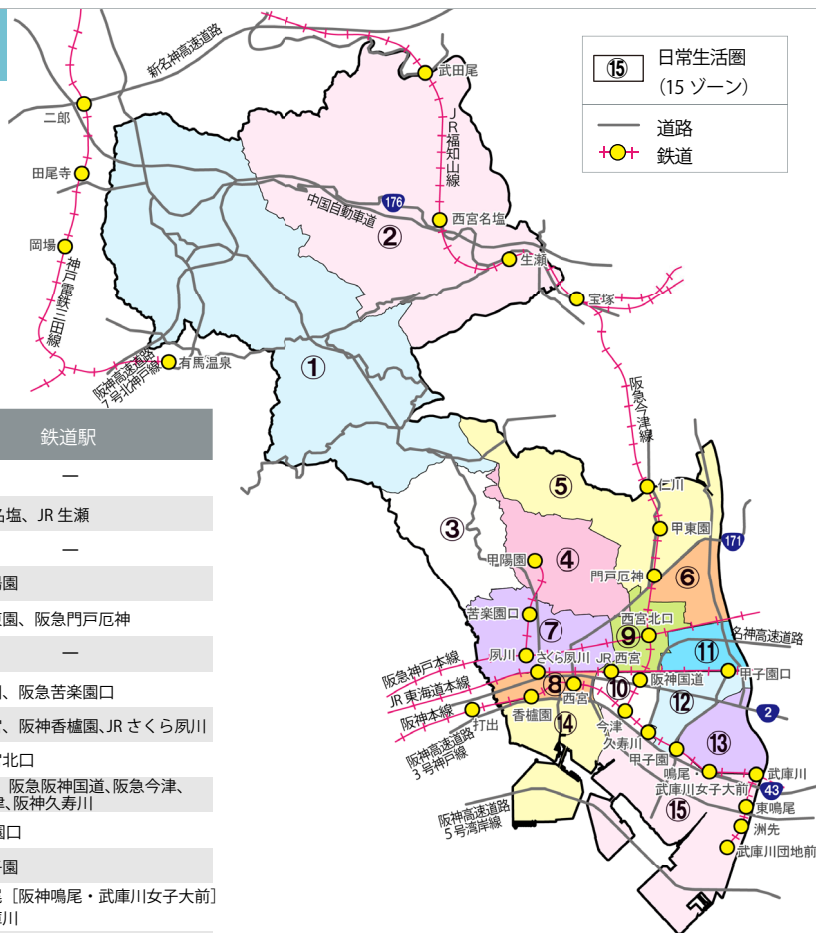 ⑮
日常生活圏
(15 ゾーン)
道路
鉄道
新名神高速道路
武田尾
二郎
JR福知山線
田尾寺
176
中国自動車道
西宮名塩
②
岡場
生瀬
神戸電鉄三田線
宝塚
阪神高速道路
7号北神戸線
有馬温泉
①
阪急今津線
鉄道駅
—
名塩、JR 生瀬
—
陽園
東園、阪急門戸厄神
—
川、阪急苦楽園口
宮、阪神香櫨園、JR さくら夙川
宮北口
阪急阪神国道、阪急今津、
津、阪神久寿川
園口
子園
尾[阪神鳴尾・武庫川女子大前]
庫川
⑤
仁川
③
甲東園
171
甲陽園
④
門戸厄神
⑥
苦楽園口
西宮北口
⑦
⑨
名神高速道路
夙川
さくら夙川
JR 西宮
⑪
甲子園口
阪急神戸本線
JR 東海道本線
阪神本線
⑧
西宮
⑩
阪神国道
⑫
打出
香櫨園
2
⑭
今津
久寿川
⑬
阪神高速道路
3号神戸線
甲子園
鳴尾・
武庫川女子大前
武庫川
43
東鳴尾
⑮
洲先
阪神高速道路
5号湾岸線
武庫川団地前